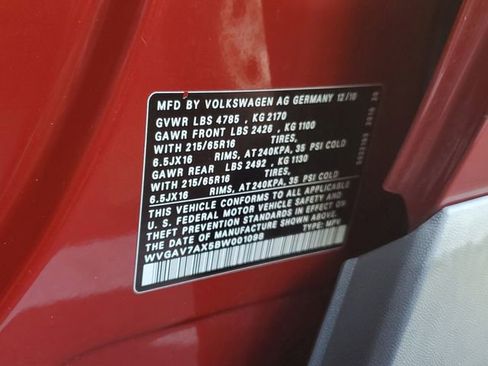 MFD. BY VOLKSWAGEN AG GERMANY 12/10
GVWR LBS 4785 , KG 2170
GAWR FRONT LBS 2426 , KG 1100
WITH 215/65R16 TIRES,
6.5JX16 RIMS, AT 240KPA, 35 PSI COLD
GAWR REAR LBS 2492 , KG 1130
WITH 215/65R16 TIRES,
6.5JX16 RIMS, AT 240KPA, 35 PSI COLD
THIS VEHICLE CONFORMS TO ALL APPLICABLE
U. S. FEDERAL MOTOR VEHICLE SAFETY AND
THEFT PREVENTION STANDARDS IN EFFECT ON
THE DATE OF MANUFACTURE SHOWN ABOVE.
WVGAV7AX5BW001098 TYPE: MPV